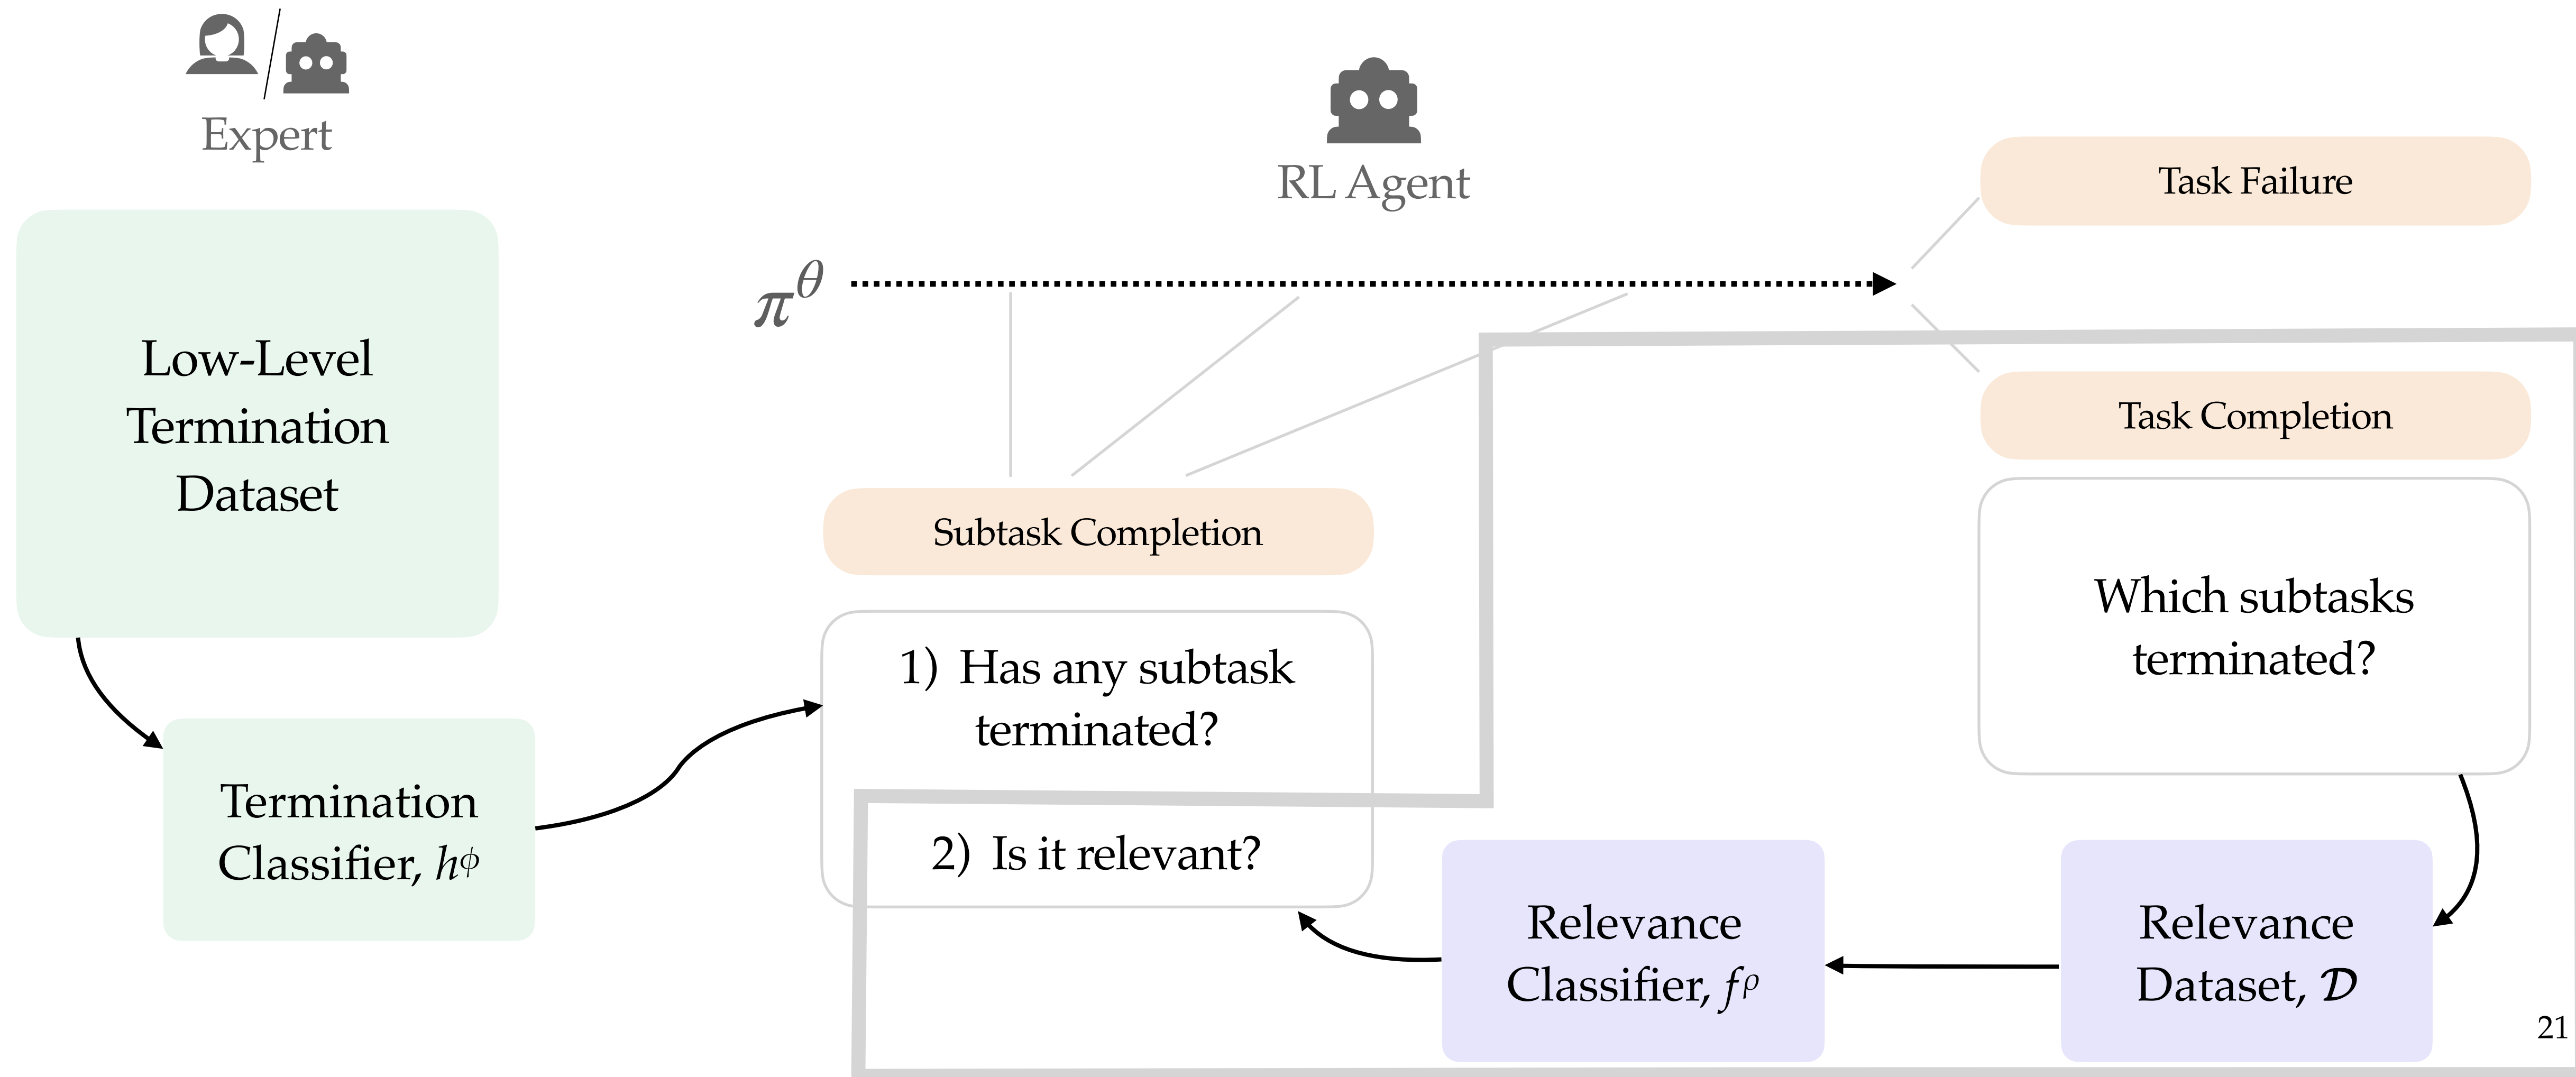 Expert
Low-Level
Termination
Dataset
Termination
Classifier, h^ϕ
RL Agent
π^θ
Subtask Completion
1) Has any subtask
terminated?
2) Is it relevant?
Task Failure
Task Completion
Which subtasks
terminated?
Relevance
Classifier, f^ρ
Relevance
Dataset, 𝒟
21